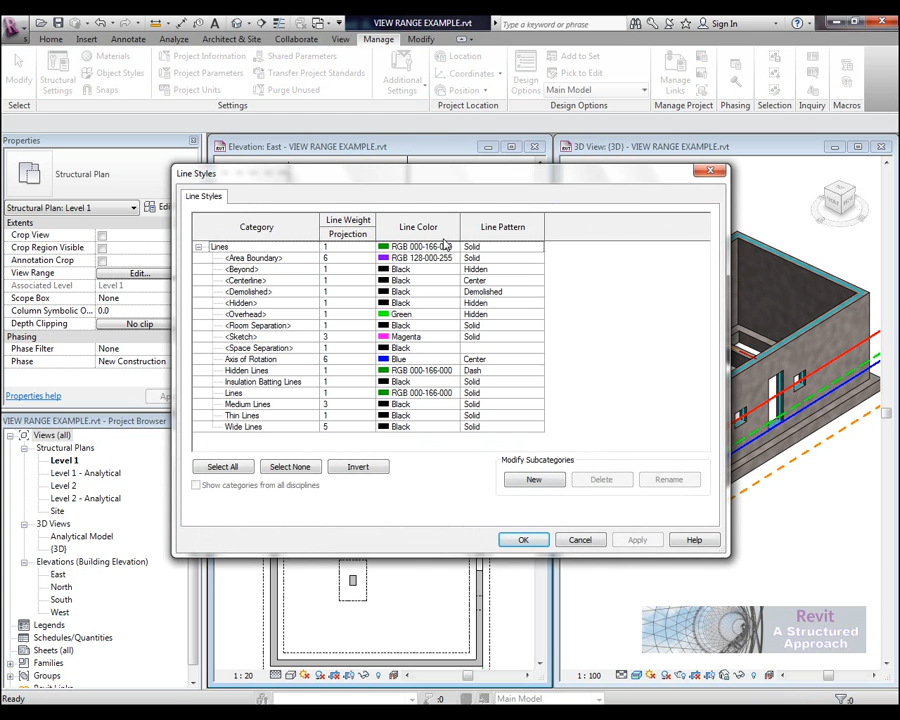 VIEW RANGE EXAMPLE.rvt
Type a keyword or phrase
Sign In
Home Insert Annotate Analyze Architect & Site Collaborate View Manage Modify
Modify
Structural Settings
Materials
Object Styles
Snaps
Project Information
Project Parameters
Project Units
Shared Parameters
Transfer Project Standards
Purge Unused
Additional Settings
Location
Coordinates
Position
Design Options
Add to Set
Pick to Edit
Main Model
Manage Project
Phasing
Selection
Inquiry
Macros
Select Settings Project Location Design Options
Properties
Structural Plan
Structural Plan: Level 1 Edi
Extents
Crop View
Crop Region Visible
Annotation Crop
View Range Edit...
Associated Level Level 1
Scope Box None
Column Symbolic O... 0.0
Depth Clipping No clip
Phasing
Phase Filter None
Phase New Construction
Properties help
VIEW RANGE EXAMPLE.rvt - Project Browser
Views (all)
Structural Plans
Level 1
Level 1 - Analytical
Level 2
Level 2 - Analytical
Site
3D Views
Analytical Model
{3D}
Elevations (Building Elevation)
East
North
South
West
Legends
Schedules/Quantities
Sheets (all)
Families
Groups
Revit Links
Elevation: East - VIEW RANGE EXAMPLE.rvt
3D View: {3D} - VIEW RANGE EXAMPLE.rvt
Line Styles
Line Styles
Category Line Weight Line Color Line Pattern
Projection
Lines 1 Solid
<Area Boundary> 6 RGB 128-000-255 Solid
<Beyond> 1 Black Hidden
<Centerline> 1 Black Center
<Demolished> 1 Black Demolished
<Hidden> 1 Black Hidden
<Overhead> 1 Green Hidden
<Room Separation> 1 Black Solid
<Sketch> 3 Magenta Solid
<Space Separation> 1 Black
Axis of Rotation 6 Blue Center
Hidden Lines 1 RGB 000-166-000 Dash
Insulation Batting Lines 1 Black Solid
Lines 1 RGB 000-166-000 Solid
Medium Lines 3 Black Solid
Thin Lines 1 Black Solid
Wide Lines 5 Black Solid
Select All Select None Invert
Show categories from all disciplines
Modify Subcategories
New Delete Rename
OK Cancel Apply Help
Revit
A Structured
Approach
1 : 20
1 : 100
Ready
:0
Main Model
:0